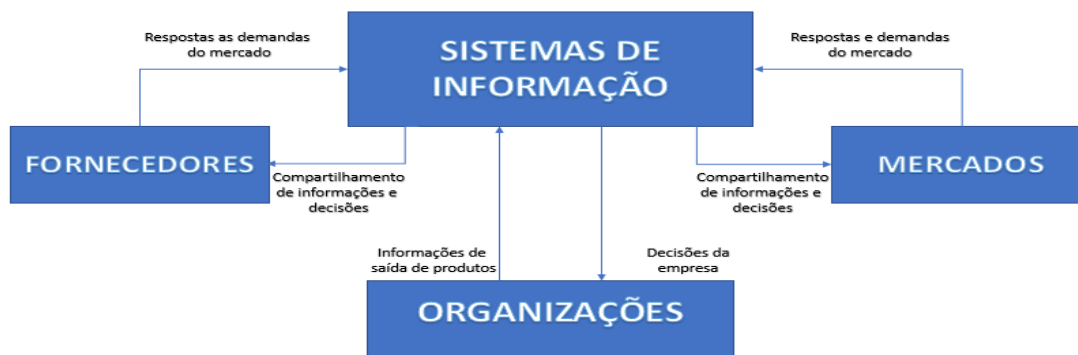 Respostas as demandas
do mercado
SISTEMAS DE
INFORMAÇÃO
Respostas e demandas
do mercado
FORNECEDORES
Compartilhamento
de informações e
decisões
Compartilhamento
de informações e
decisões
MERCADOS
Informações de
saída de produtos
Decisões da
empresa
ORGANIZAÇÕES